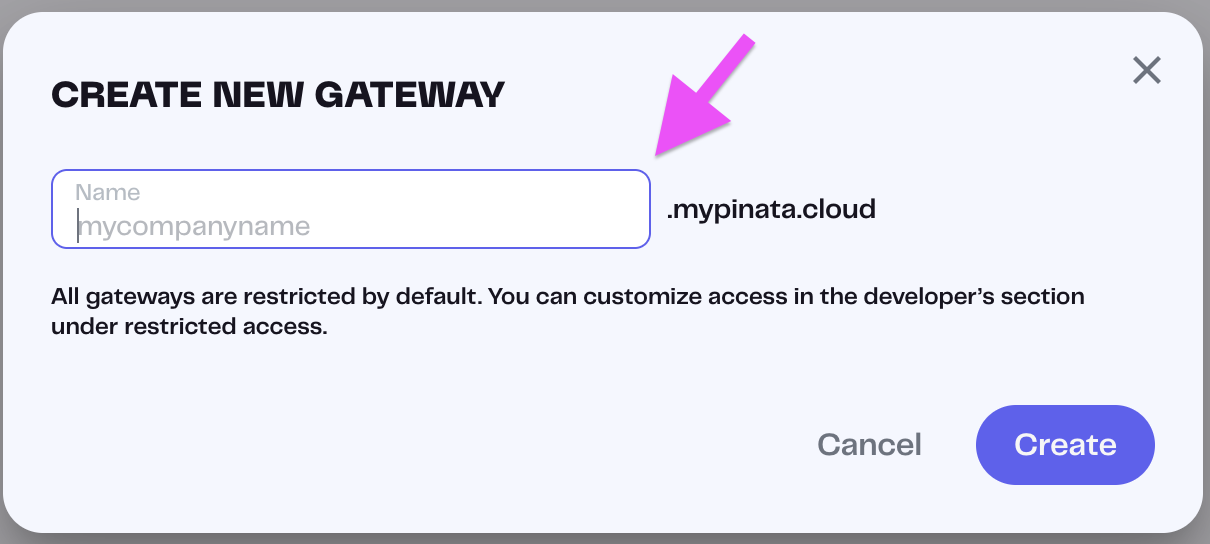 CREATE NEW GATEWAY
Name
mycompanyname
.mypinata.cloud
All gateways are restricted by default. You can customize access in the developer’s section
under restricted access.
Cancel
Create